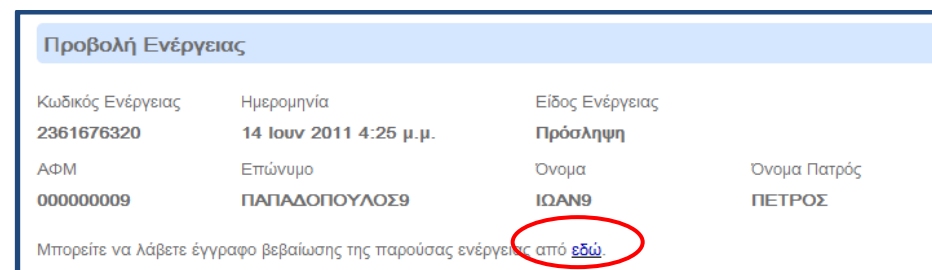 Προβολή Ενέργειας
Κωδικός Ενέργειας Ημερομηνία Είδος Ενέργειας
2361676320 14 Ιουν 2011 4:25 μ.μ. Πρόσληψη
ΑΦΜ Επώνυμο Όνομα Όνομα Πατρός
000000009 ΠΑΠΑΔΟΠΟΥΛΟΣ9 ΙΩΑΝ9 ΠΕΤΡΟΣ
Μπορείτε να λάβετε έγγραφο βεβαίωσης της παρούσας ενέργειας από εδώ.